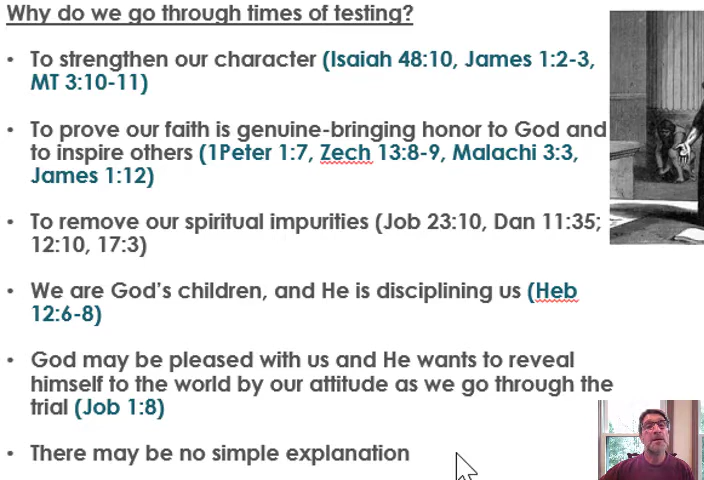 Why do we go through times of testing?
• To strengthen our character (Isaiah 48:10, James 1:2-3,
MT 3:10-11)
• To prove our faith is genuine-bringing honor to God and
to inspire others (1Peter 1:7, Zech 13:8-9, Malachi 3:3,
James 1:12)
• To remove our spiritual impurities (Job 23:10, Dan 11:35;
12:10, 17:3)
• We are God's children, and He is disciplining us (Heb
12:6-8)
• God may be pleased with us and He wants to reveal
himself to the world by our attitude as we go through the
trial (Job 1:8)
• There may be no simple explanation